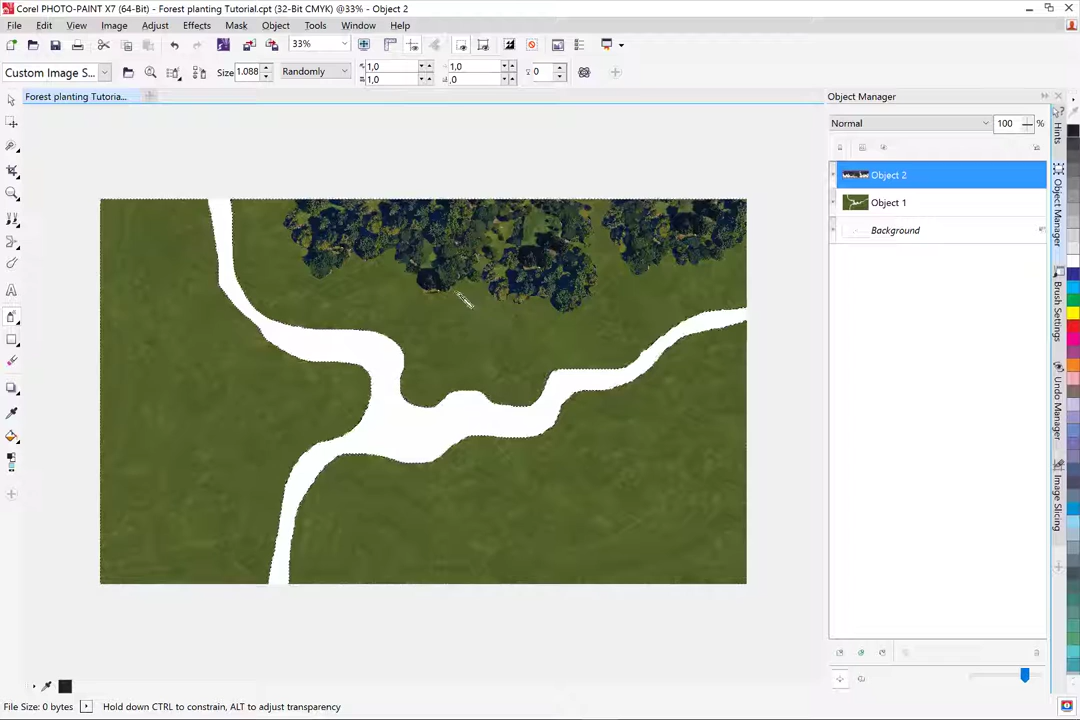 Corel PHOTO-PAINT X7 (64-Bit) - Forest planting Tutorial.cpt (32-Bit CMYK) @33% - Object 2
File Edit View Image Adjust Effects Mask Object Track Window Help
33%
Custom Image S... Size 1.088 Randomly 1,0 1,0 1,0 ,0 0
Forest planting Tutoria...
Object Manager
Normal 100 %
Object 2
Object 1
Background
Hints
Object Manager
Brush Settings
Undo Manager
Image Slicing
File Size: 0 bytes Hold down CTRL to constrain, ALT to adjust transparency